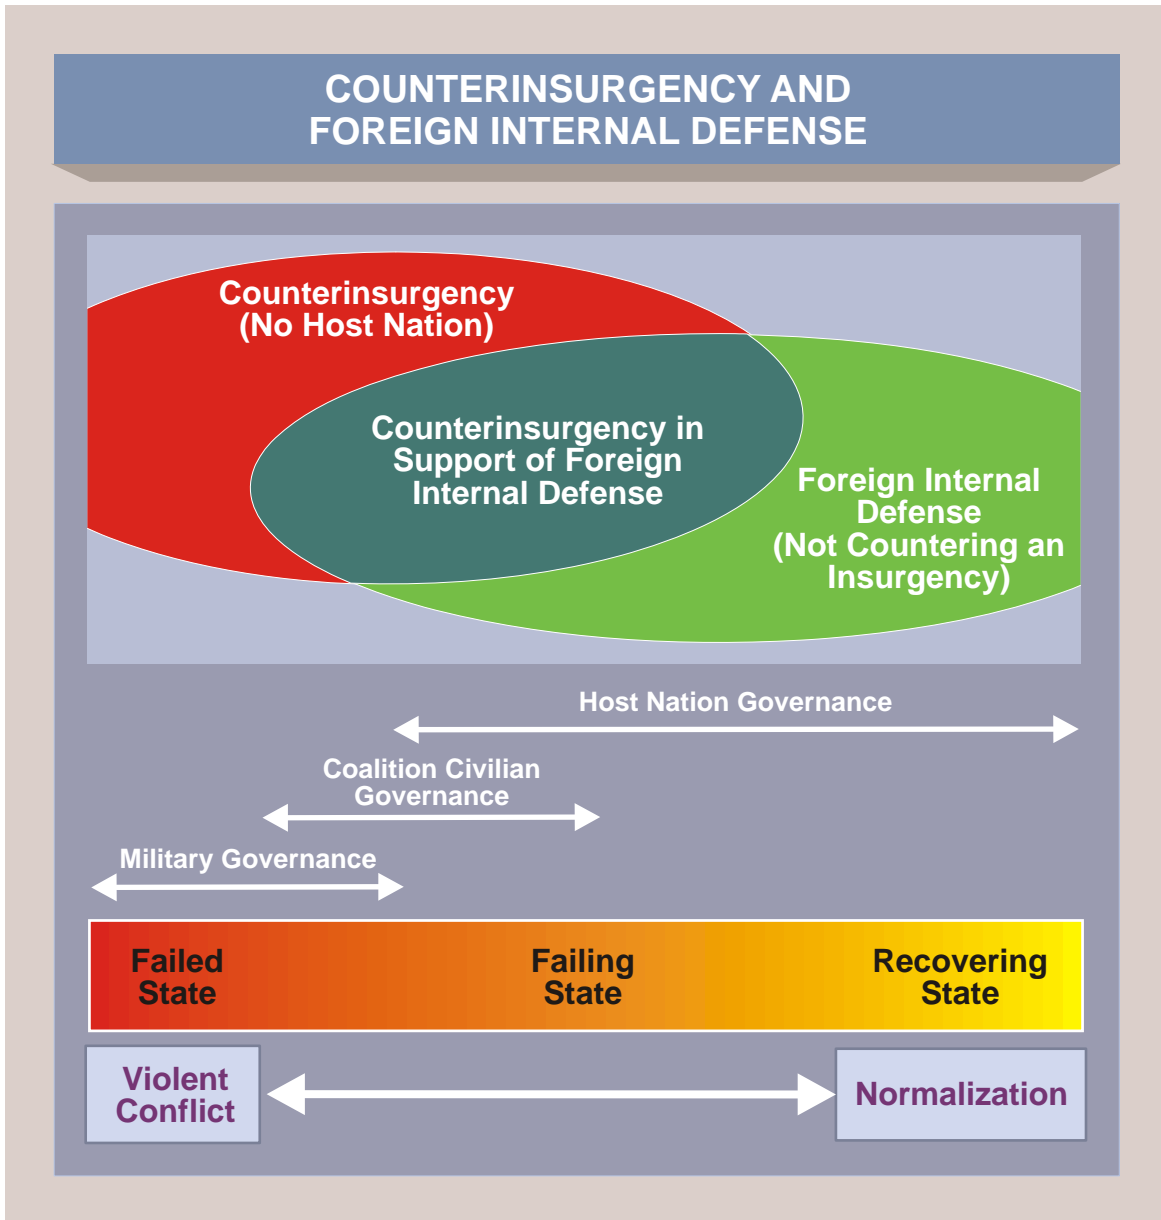 COUNTERINSURGENCY AND
FOREIGN INTERNAL DEFENSE
Counterinsurgency
(No Host Nation)
Counterinsurgency in
Support of Foreign
Internal Defense
Foreign Internal
Defense
(Not Countering an
Insurgency)
Host Nation Governance
Coalition Civilian
Governance
Military Governance
Failed
State
Failing
State
Recovering
State
Violent
Conflict
Normalization